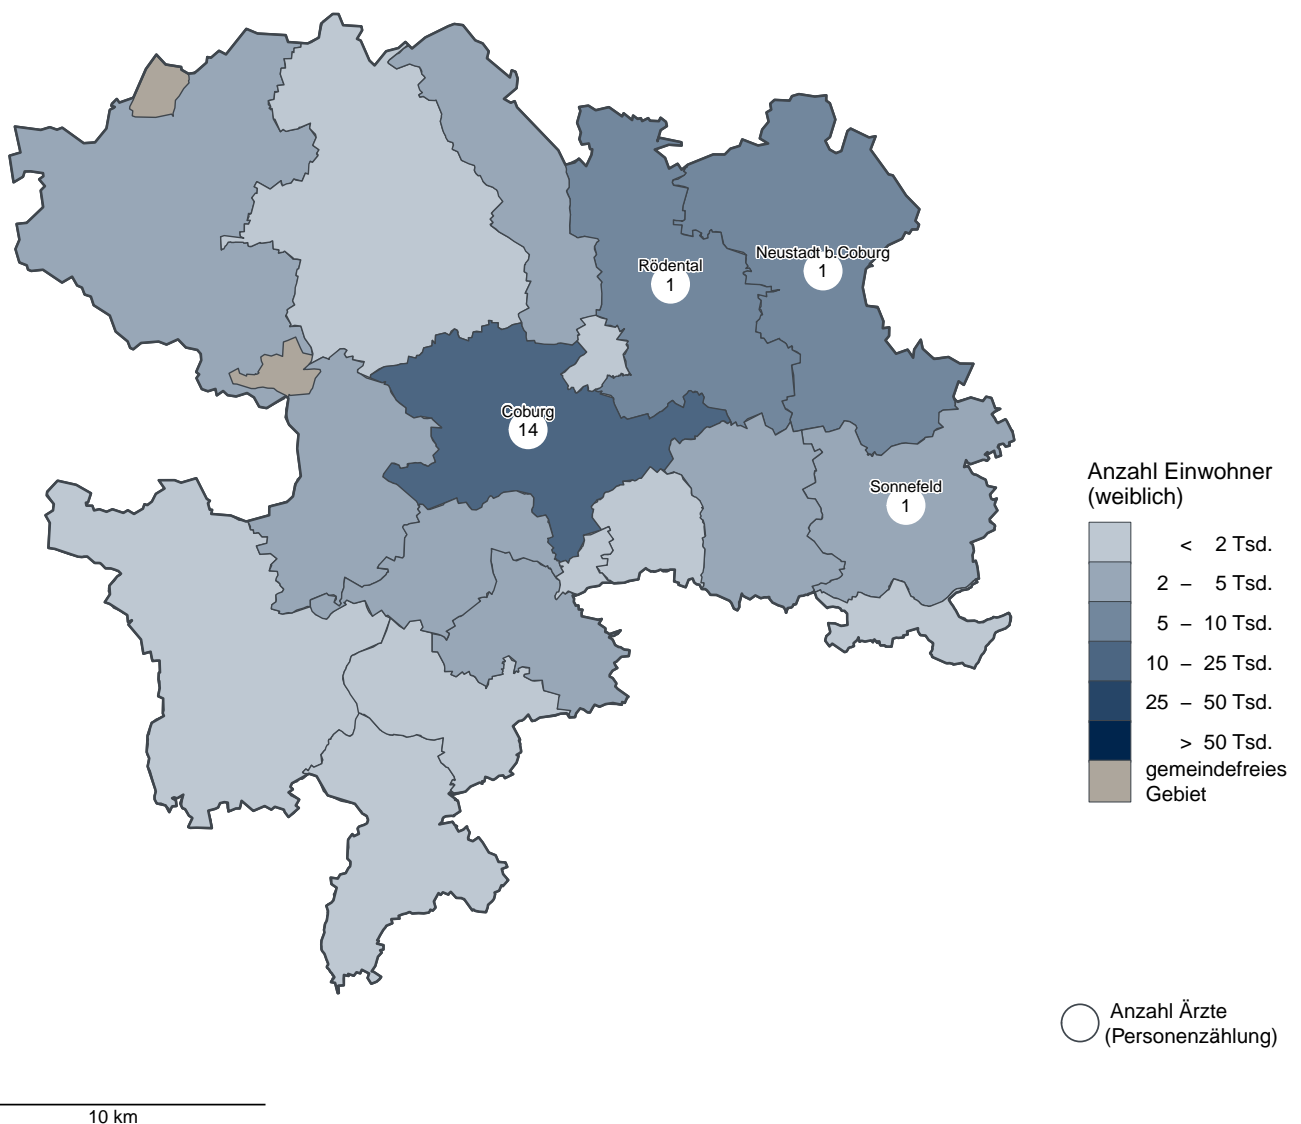 Neustadt b.Coburg
1
Rödental
1
Coburg
14
Sonnefeld
1
Anzahl Einwohner
(weiblich)
< 2 Tsd.
2 – 5 Tsd.
5 – 10 Tsd.
10 – 25 Tsd.
25 – 50 Tsd.
> 50 Tsd.
gemeindefreies
Gebiet
Anzahl Ärzte
(Personenzählung)
10 km